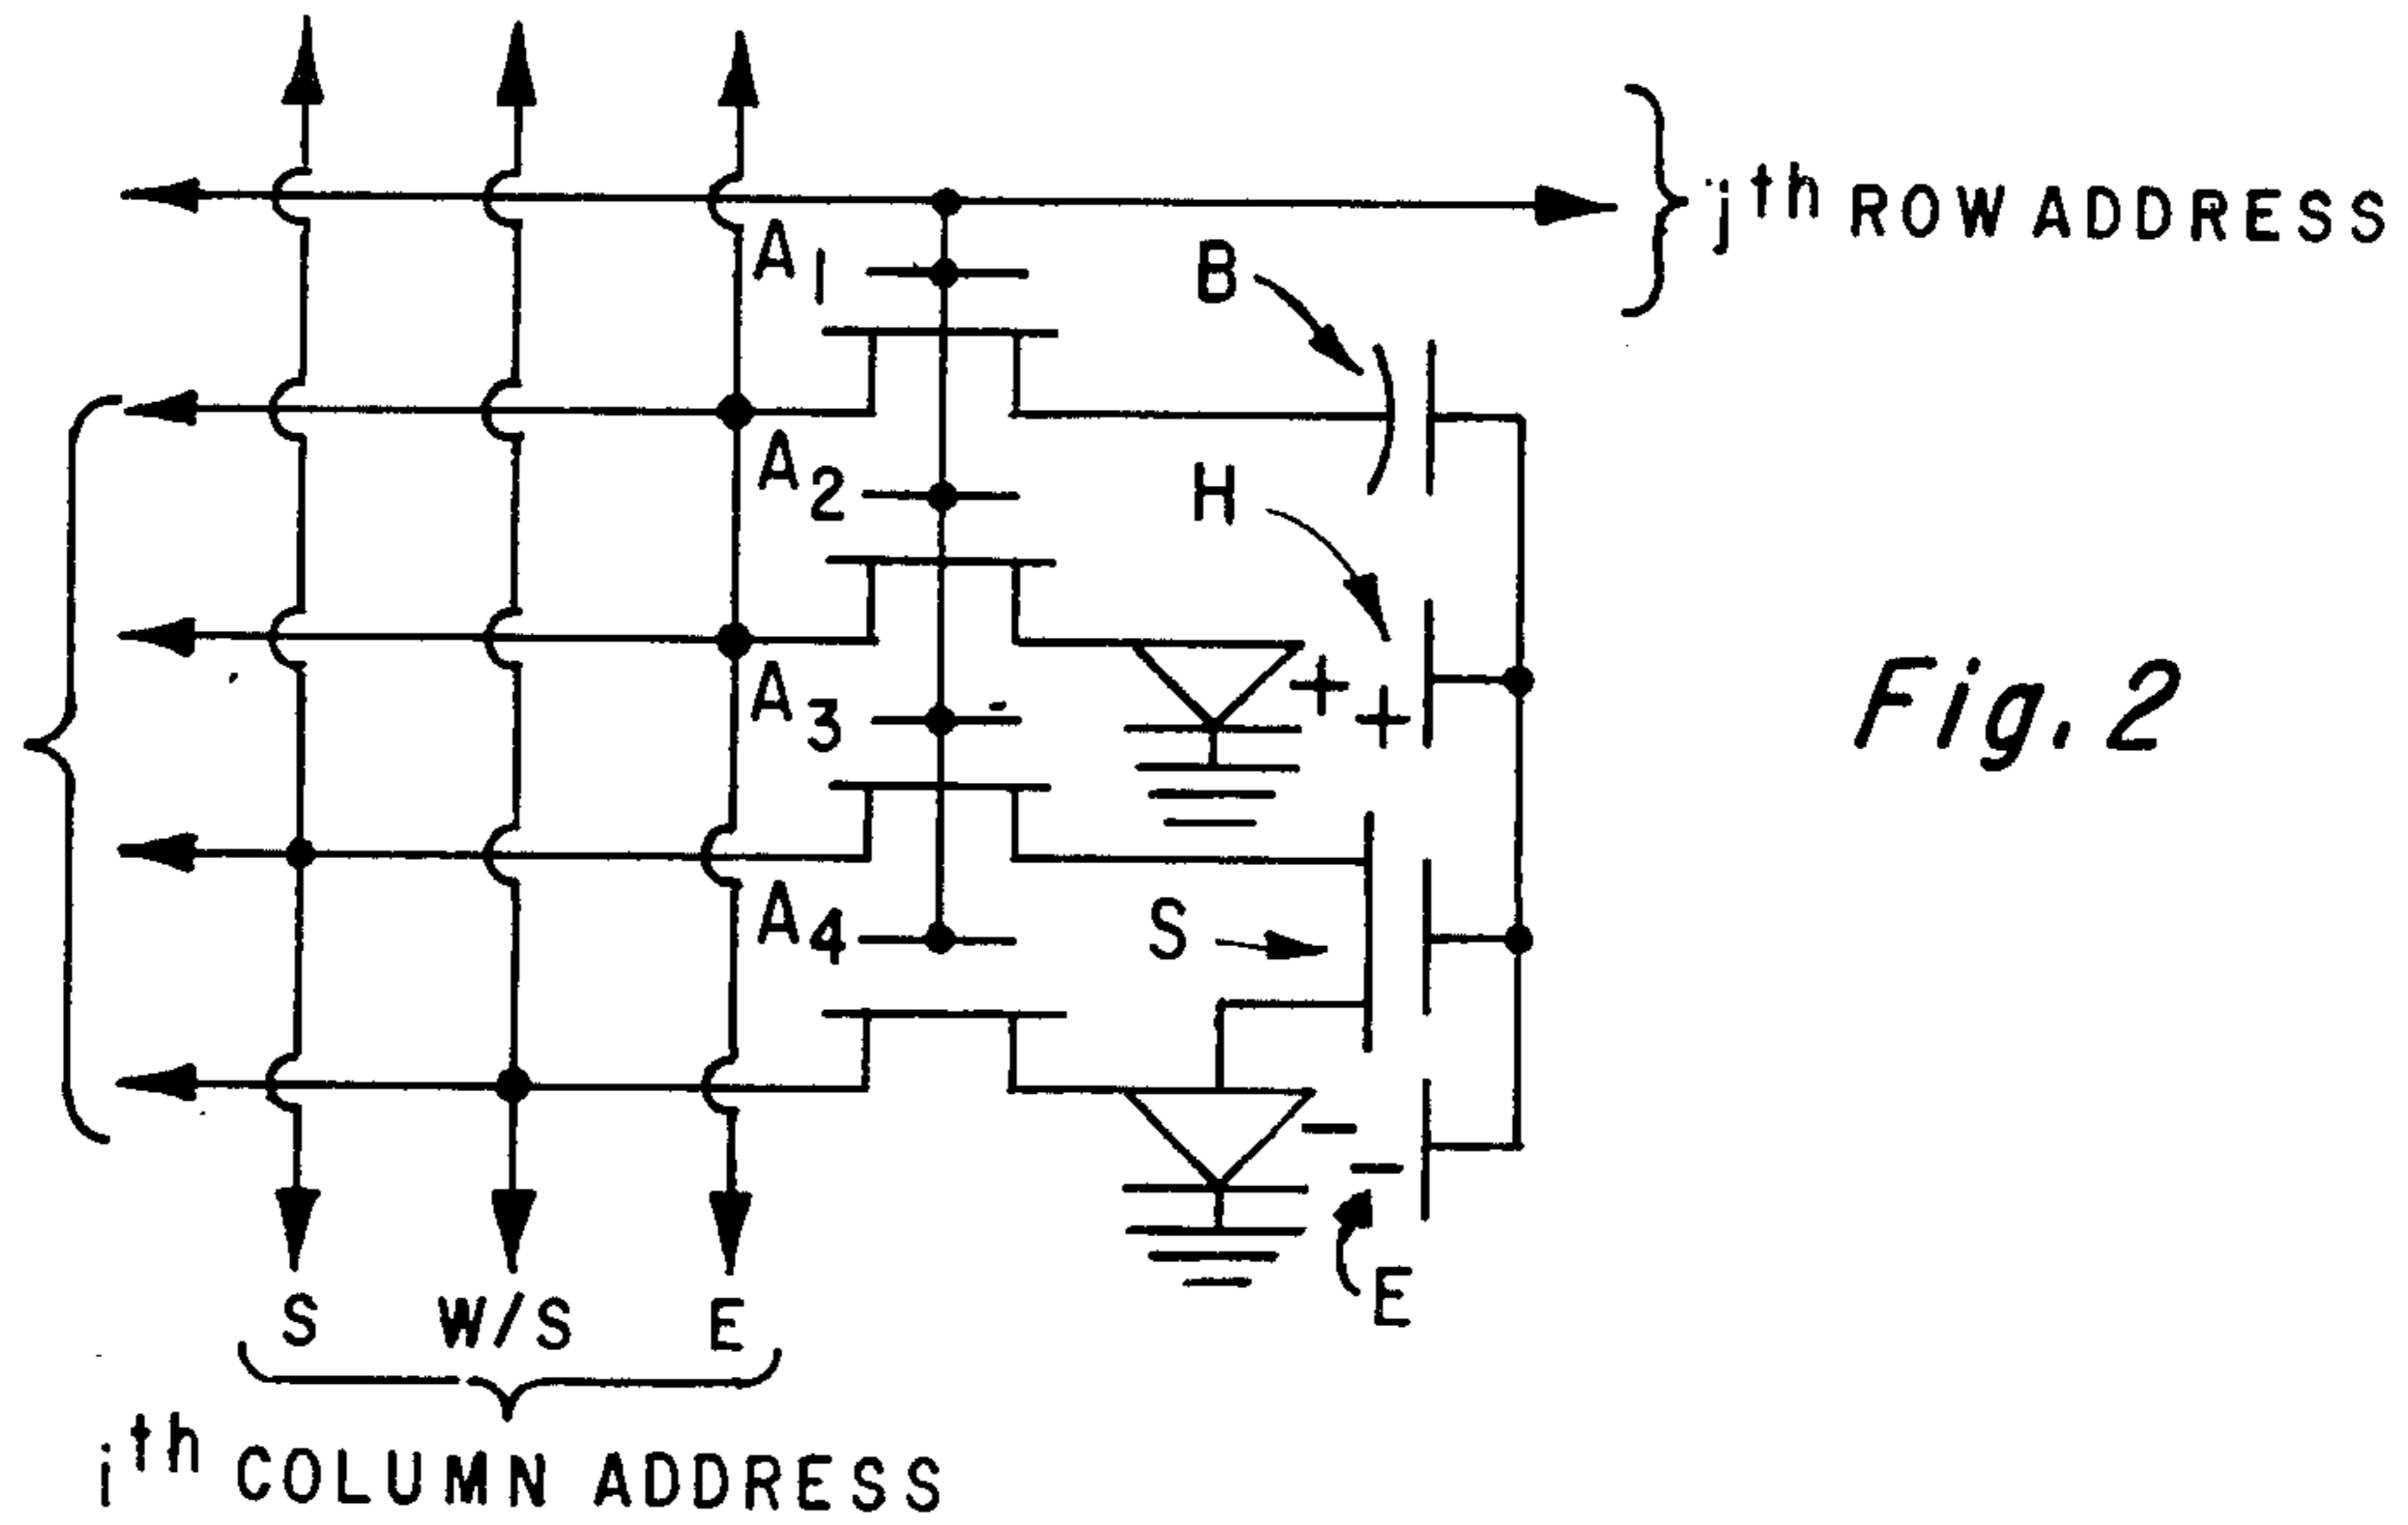 jth ROW ADDRESS
A1
B
A2
H
+
+
A3
Fig. 2
A4
S
-
-
E
S W/S E
ith COLUMN ADDRESS